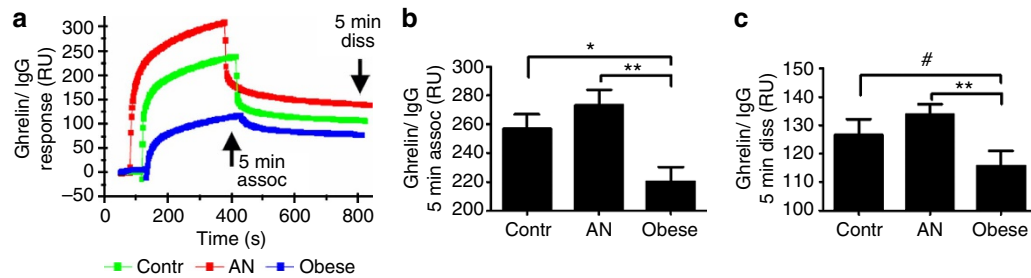 a
Ghrelin/ IgG
response (RU)
300
250
200
150
100
50
0
−50
0
200
400
600
800
Time (s)
5 min
diss
5 min
assoc
Contr
AN
Obese
b
Ghrelin/ IgG
5 min assoc (RU)
300
280
260
240
220
200
*
**
Contr
AN
Obese
c
Ghrelin/ IgG
5 min diss (RU)
150
140
130
120
110
100
#
**
Contr
AN
Obese